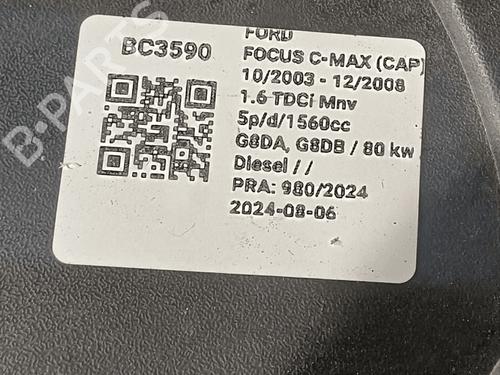 BC3590
FORD
FOCUS C-MAX (CAP)
10/2003 - 12/2008
1.6 TDCi Mnv
5p/d/1560cc
G8DA, G8DB / 80 kw
Diesel / /
PRA: 980/2024
2024-08-06
B-PARTS